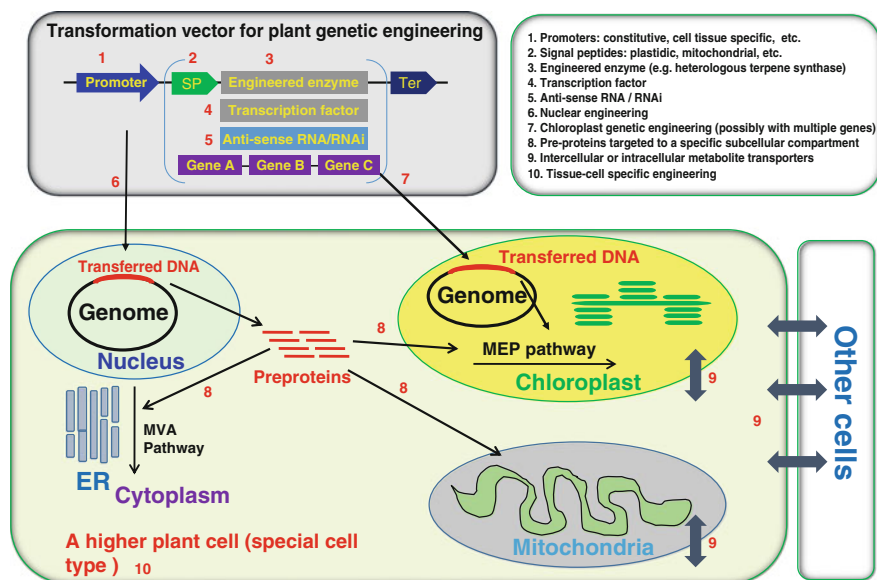 Transformation vector for plant genetic engineering
1
2
3
Promoter
SP
Engineered enzyme
Ter
4
Transcription factor
5
Anti-sense RNA/RNAi
Gene A
Gene B
Gene C
6
7
1. Promoters: constitutive, cell tissue specific, etc.
2. Signal peptides: plastidic, mitochondrial, etc.
3. Engineered enzyme (e.g. heterologous terpene synthase)
4. Transcription factor
5. Anti-sense RNA / RNAi
6. Nuclear engineering
7. Chloroplast genetic engineering (possibly with multiple genes)
8. Pre-proteins targeted to a specific subcellular compartment
9. Intercellular or intracellular metabolite transporters
10. Tissue-cell specific engineering
Transferred DNA
Genome
Nucleus
Transferred DNA
Genome
MEP pathway
Chloroplast
9
8
Preproteins
8
8
MVA
Pathway
ER
Cytoplasm
Mitochondria
9
9
Other cells
A higher plant cell (special cell
type ) 10